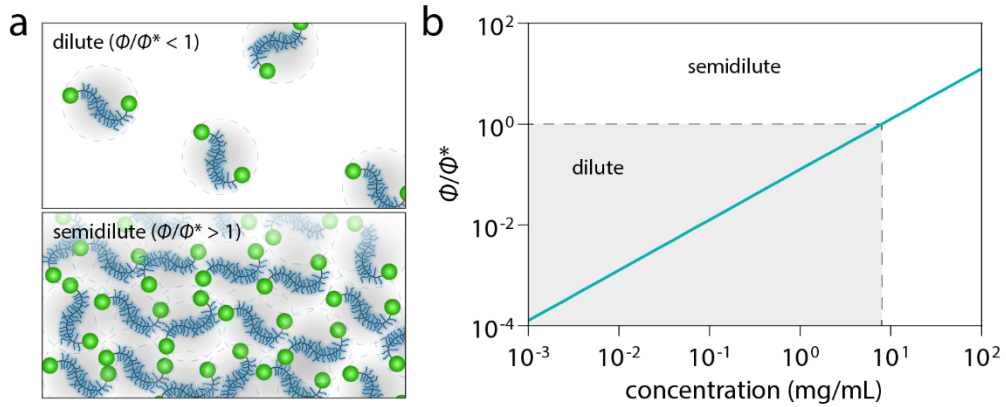 a
dilute (Φ/Φ* < 1)
semidilute (Φ/Φ* > 1)
b
Φ/Φ*
10²
10⁰
10⁻²
10⁻⁴
semidilute
dilute
10⁻³
10⁻²
10⁻¹
10⁰
10¹
10²
concentration (mg/mL)